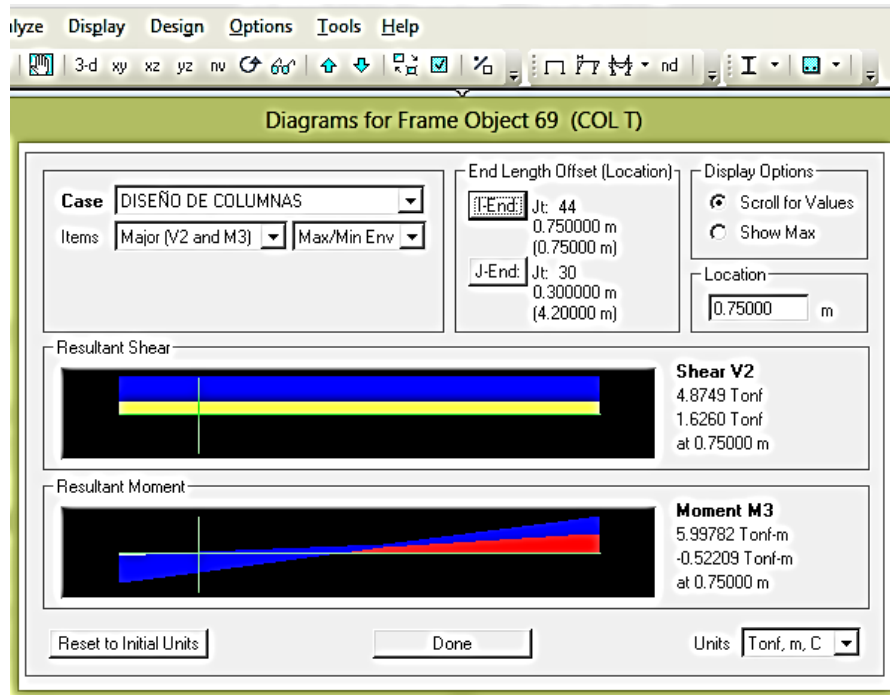 lyze Display Design Options Tools Help
3-d xy xz yz nv nd
Diagrams for Frame Object 69 (COL T)
Case DISEÑO DE COLUMNAS
Items Major (V2 and M3) Max/Min Env
End Length Offset (Location)
I-End: Jt: 44
0.750000 m
(0.75000 m)
J-End: Jt: 30
0.300000 m
(4.20000 m)
Display Options
Scroll for Values
Show Max
Location
0.75000 m
Resultant Shear
Shear V2
4.8749 Tonf
1.6260 Tonf
at 0.75000 m
Resultant Moment
Moment M3
5.99782 Tonf-m
-0.52209 Tonf-m
at 0.75000 m
Reset to Initial Units Done Units Tonf, m, C